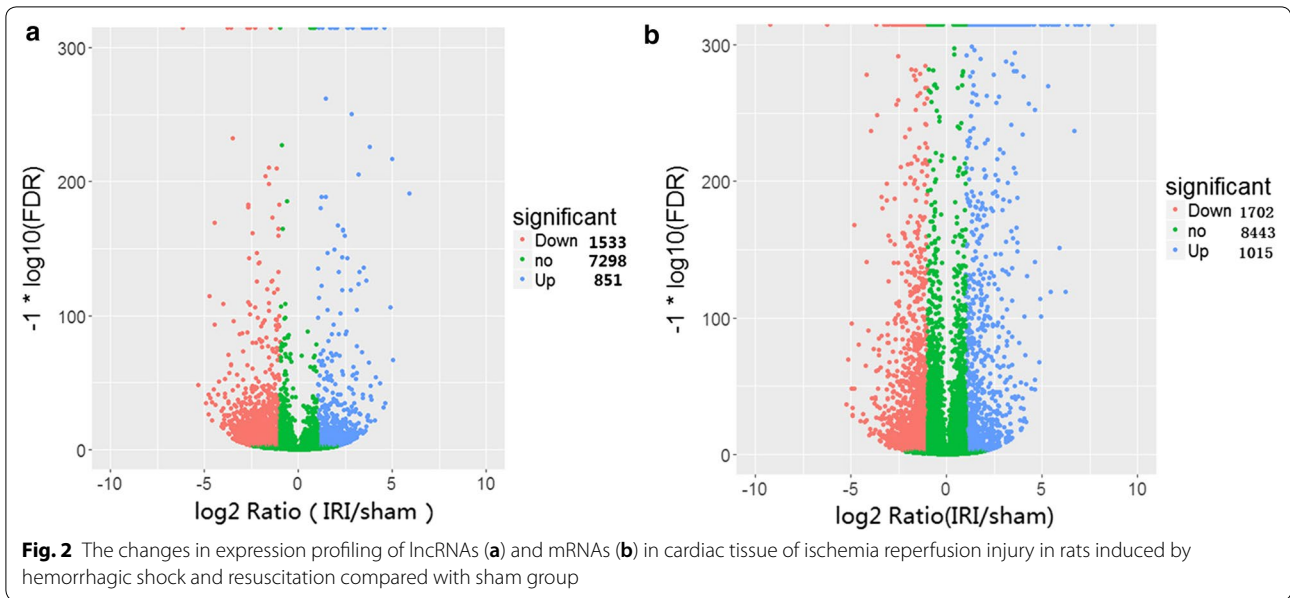 a
300
200
100
0
-1 * log10(FDR)
-10 -5 0 5 10
log2 Ratio ( IRI/sham )
significant
Down 1533
no 7298
Up 851
b
300
200
100
0
-1 * log10(FDR)
-10 -5 0 5 10
log2 Ratio(IRI/sham)
significant
Down 1702
no 8443
Up 1015
Fig. 2 The changes in expression profiling of lncRNAs (a) and mRNAs (b) in cardiac tissue of ischemia reperfusion injury in rats induced by
hemorrhagic shock and resuscitation compared with sham group